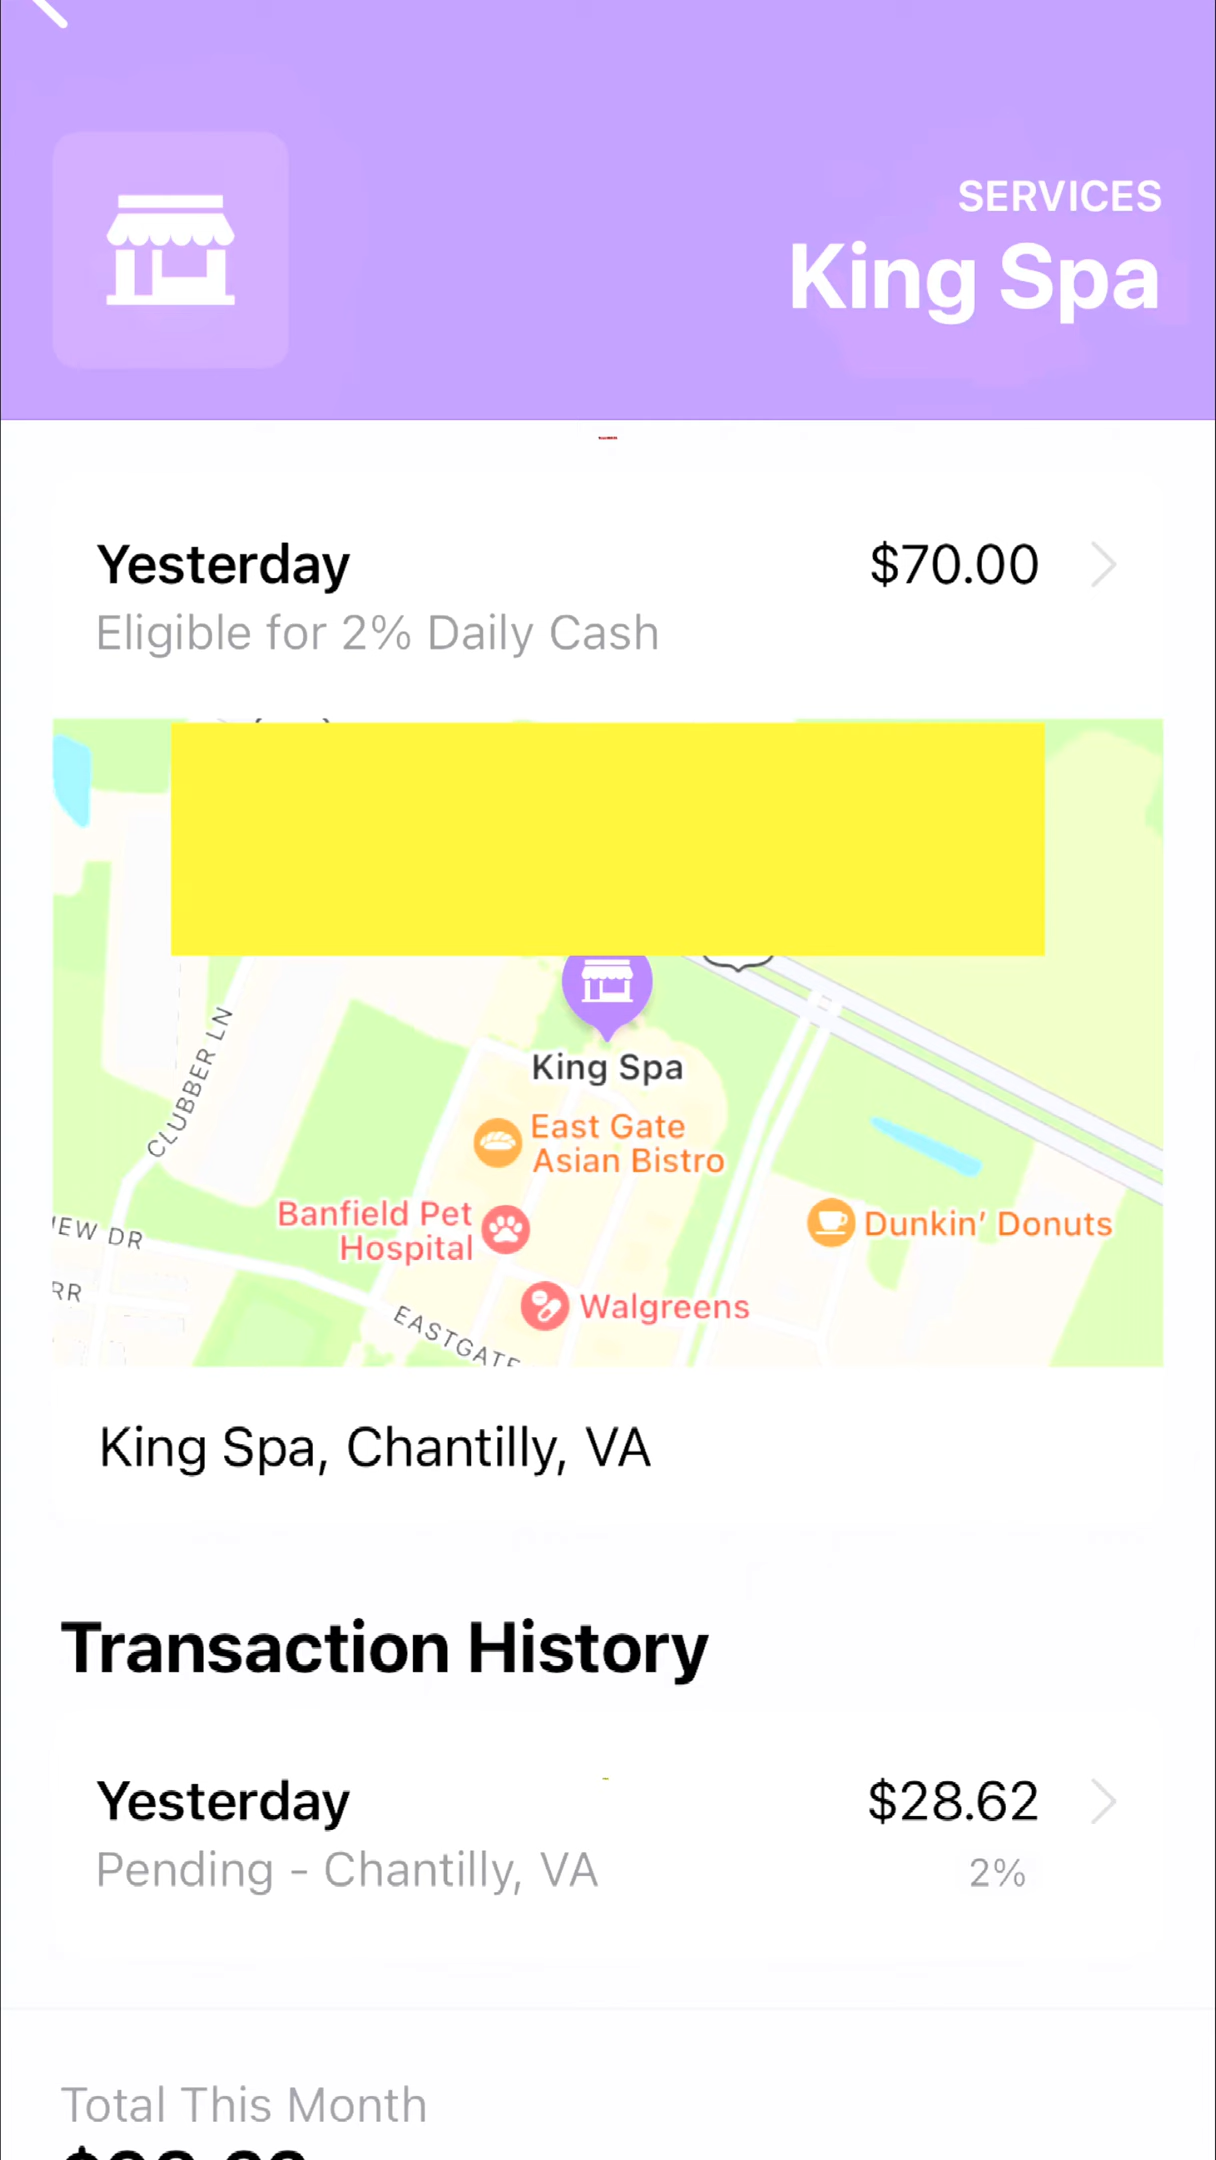 SERVICES
King Spa
Yesterday
$70.00
Eligible for 2% Daily Cash
CLUBBER LN
King Spa
East Gate
Asian Bistro
Banfield Pet
Hospital
Dunkin’ Donuts
IEW DR
RR
Walgreens
EASTGATE
King Spa, Chantilly, VA
Transaction History
Yesterday
$28.62
Pending - Chantilly, VA
2%
Total This Month